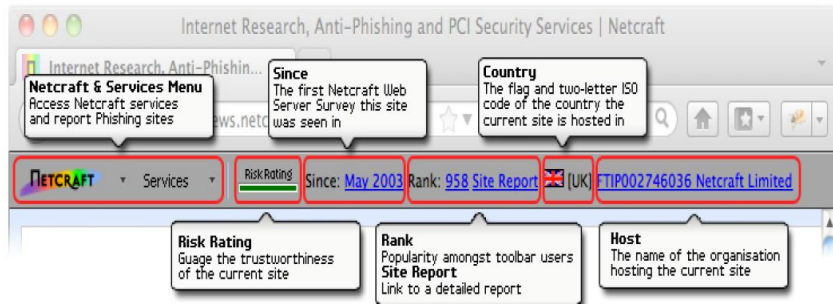 Internet Research, Anti-Phishing and PCI Security Services | Netcraft
Internet Research, Anti-Phishin...
Netcraft & Services Menu
Access Netcraft services
and report Phishing sites
Since
The first Netcraft Web
Server Survey this site
was seen in
Country
The flag and two-letter ISO
code of the country the
current site is hosted in
ews.netc
NETCRAFT Services Risk Rating Since: May 2003 Rank: 958 Site Report [UK] FTIP002746036 Netcraft Limited
Risk Rating
Guage the trustworthiness
of the current site
Rank
Popularity amongst toolbar users
Site Report
Link to a detailed report
Host
The name of the organisation
hosting the current site